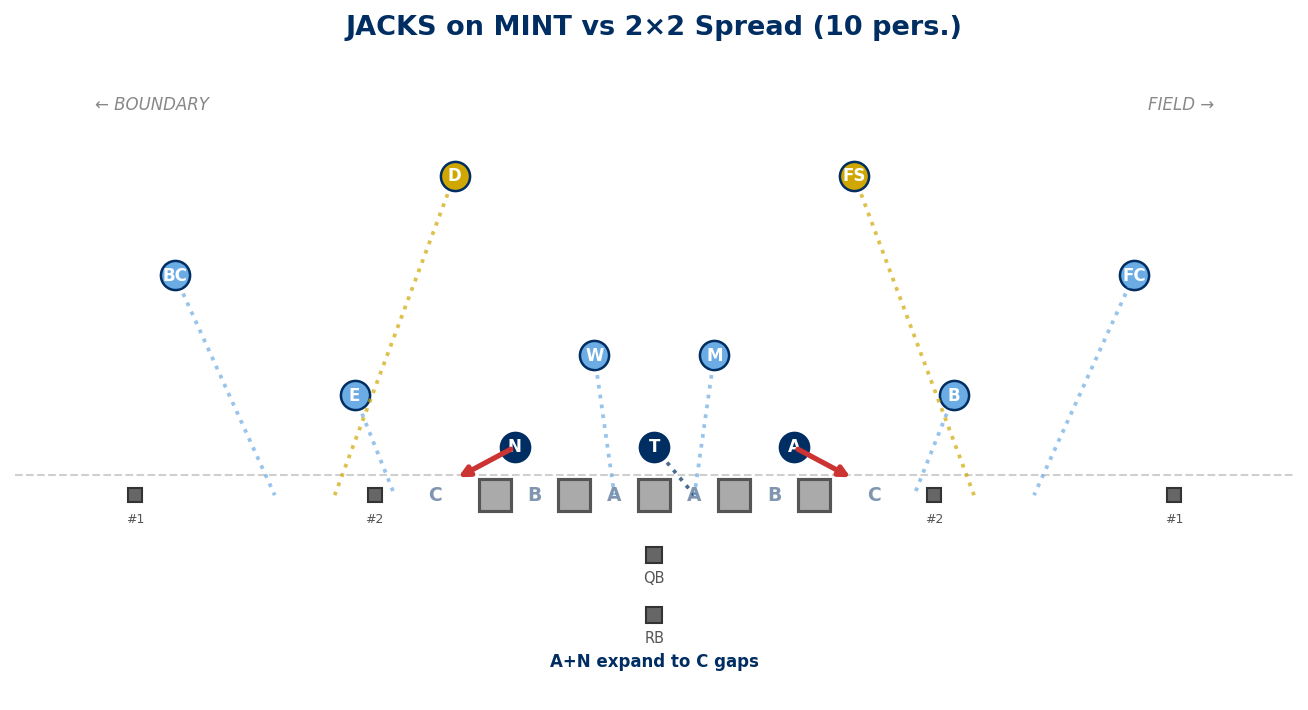 JACKS on MINT vs 2×2 Spread (10 pers.)
← BOUNDARY
FIELD →
D
FS
BC
FC
W
M
E
B
N
T
A
C
B
A
A
B
C
#1
#2
#2
#1
QB
RB
A+N expand to C gaps